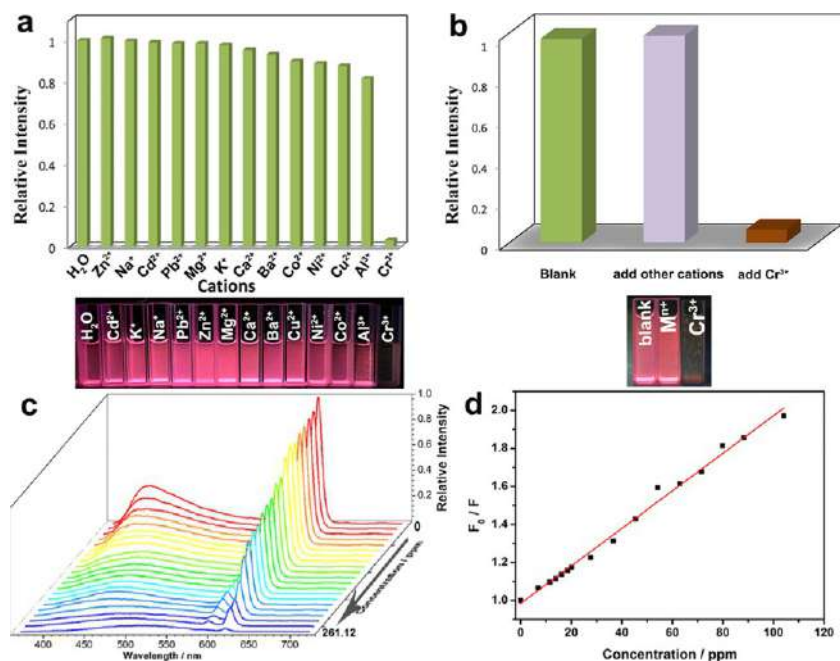 a
Relative Intensity
1
0.8
0.6
0.4
0.2
0
H₂O Zn²⁺ Na⁺ Cd²⁺ Pb²⁺ Mg²⁺ K⁺ Ca²⁺ Ba²⁺ Co²⁺ Ni²⁺ Cu²⁺ Al³⁺ Cr³⁺
Cations
b
Relative Intensity
1
0.8
0.6
0.4
0.2
0
Blank add other cations add Cr³⁺
H₂O Cd²⁺ K⁺ Na⁺ Pb²⁺ Zn²⁺ Mg²⁺ Ca²⁺ Ba²⁺ Cu²⁺ Ni²⁺ Co²⁺ Al³⁺ Cr³⁺
blank Mⁿ⁺ Cr³⁺
c
1.0
0.8
0.6
0.4
0.2
0
Relative Intensity
Concentration / ppm
261.12
400 450 500 550 600 650 700
Wavelength / nm
d
F₀ / F
2.0
1.8
1.6
1.4
1.2
1.0
0 20 40 60 80 100 120
Concentration / ppm